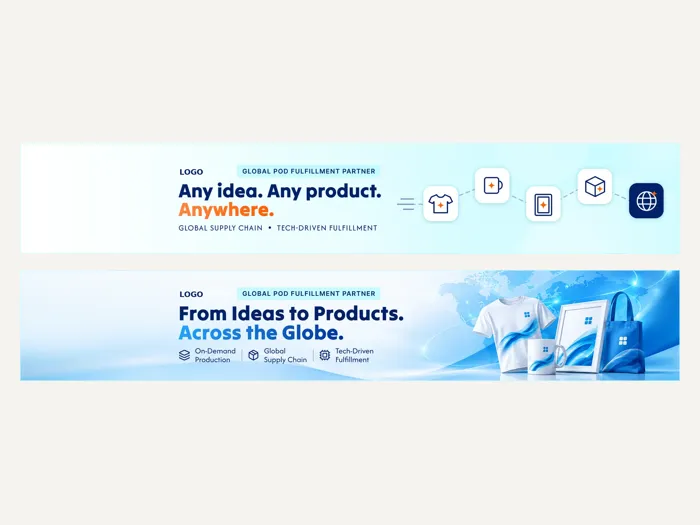 LOGO
GLOBAL POD FULFILLMENT PARTNER
Any idea. Any product.
Anywhere.
GLOBAL SUPPLY CHAIN • TECH-DRIVEN FULFILLMENT
LOGO
GLOBAL POD FULFILLMENT PARTNER
From Ideas to Products.
Across the Globe.
On-Demand
Production
Global
Supply Chain
Tech-Driven
Fulfillment